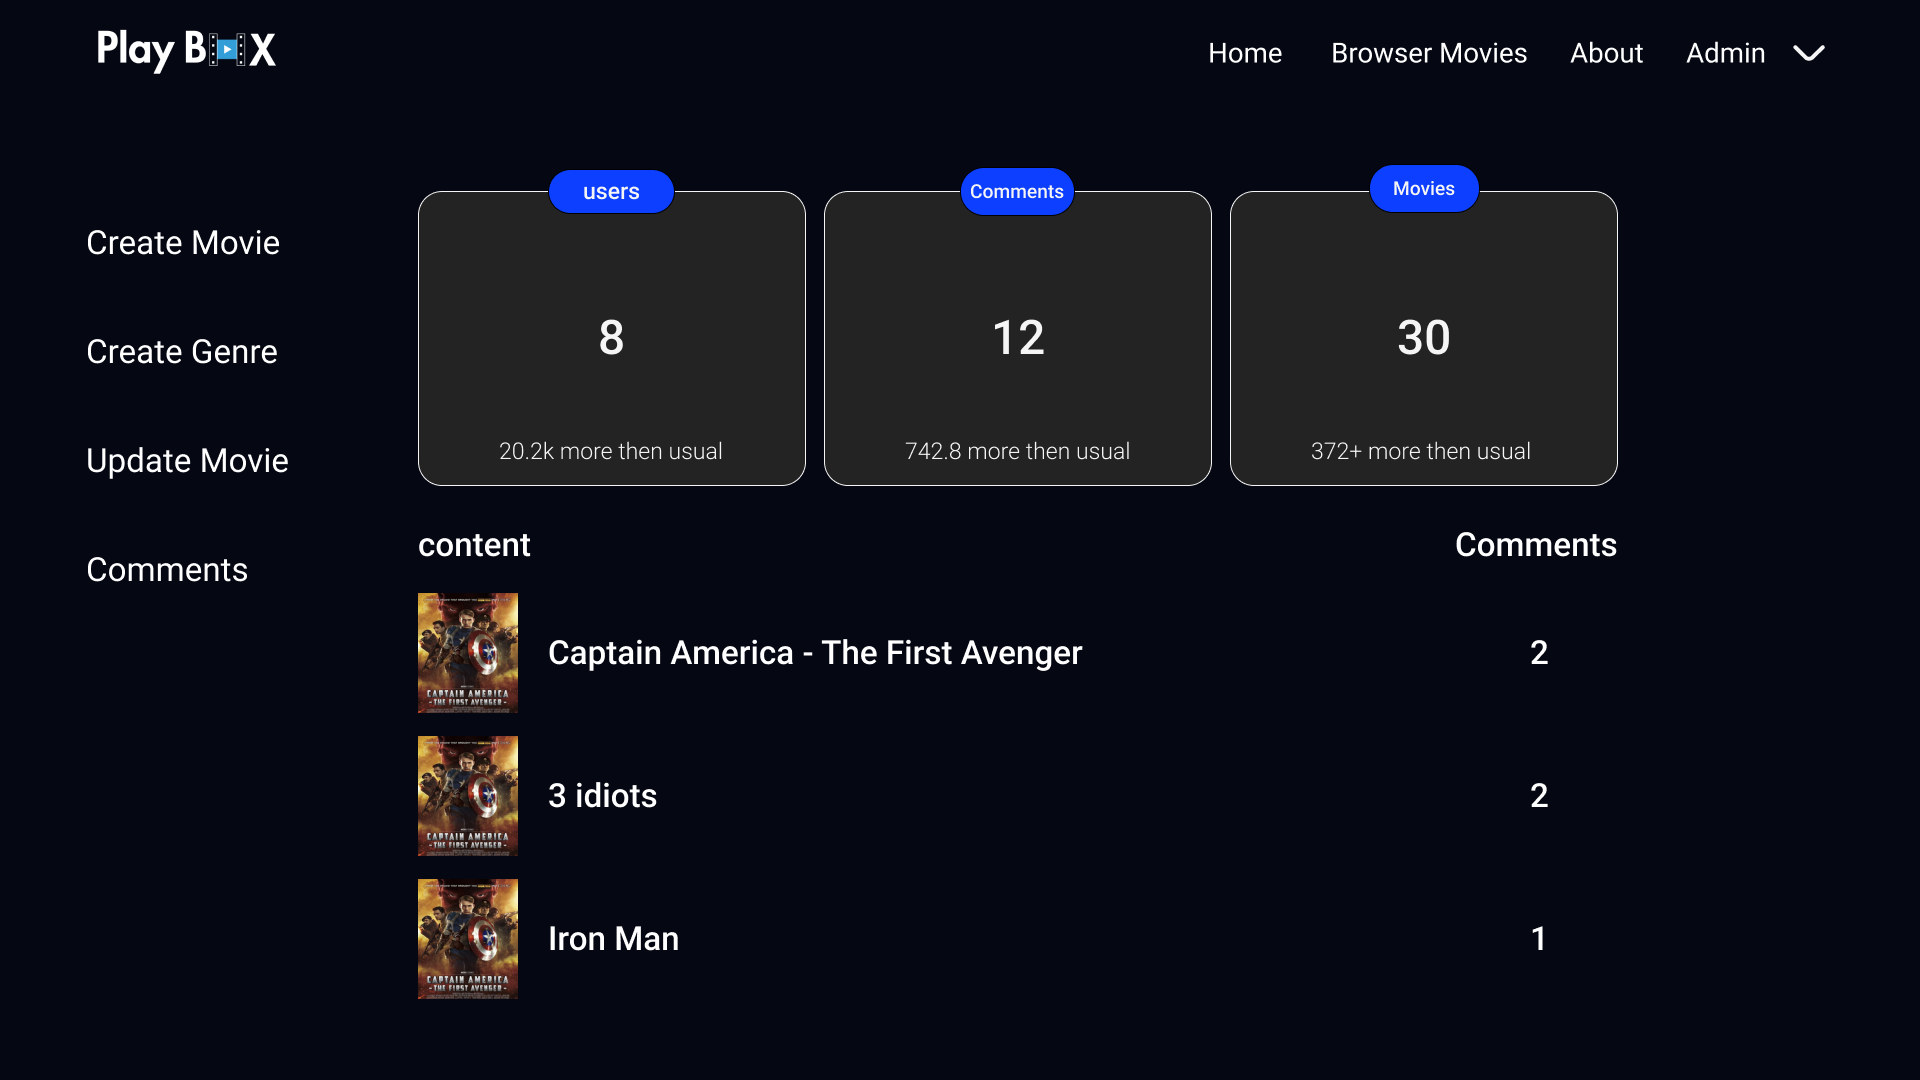 Play BOX
Home Browser Movies About Admin
Create Movie
Create Genre
Update Movie
Comments
users
8
20.2k more then usual
Comments
12
742.8 more then usual
Movies
30
372+ more then usual
content Comments
CAPTAIN AMERICA
- THE FIRST AVENGER -
Captain America - The First Avenger 2
CAPTAIN AMERICA
- THE FIRST AVENGER -
3 idiots 2
CAPTAIN AMERICA
- THE FIRST AVENGER -
Iron Man 1